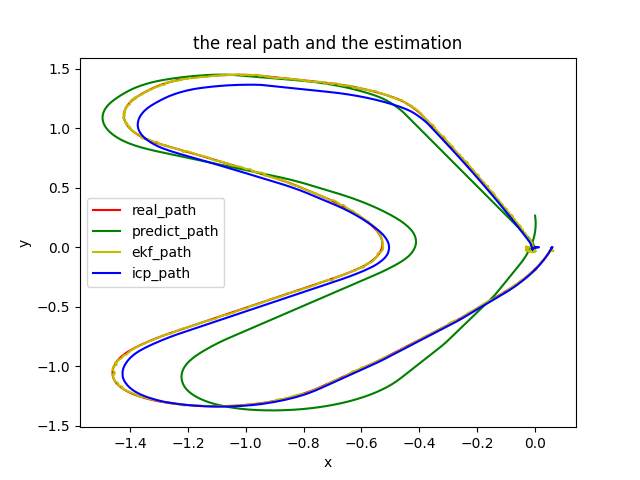 the real path and the estimation
1.5
1.0
0.5
0.0
−0.5
−1.0
−1.5
y
real_path
predict_path
ekf_path
icp_path
−1.4 −1.2 −1.0 −0.8 −0.6 −0.4 −0.2 0.0
x